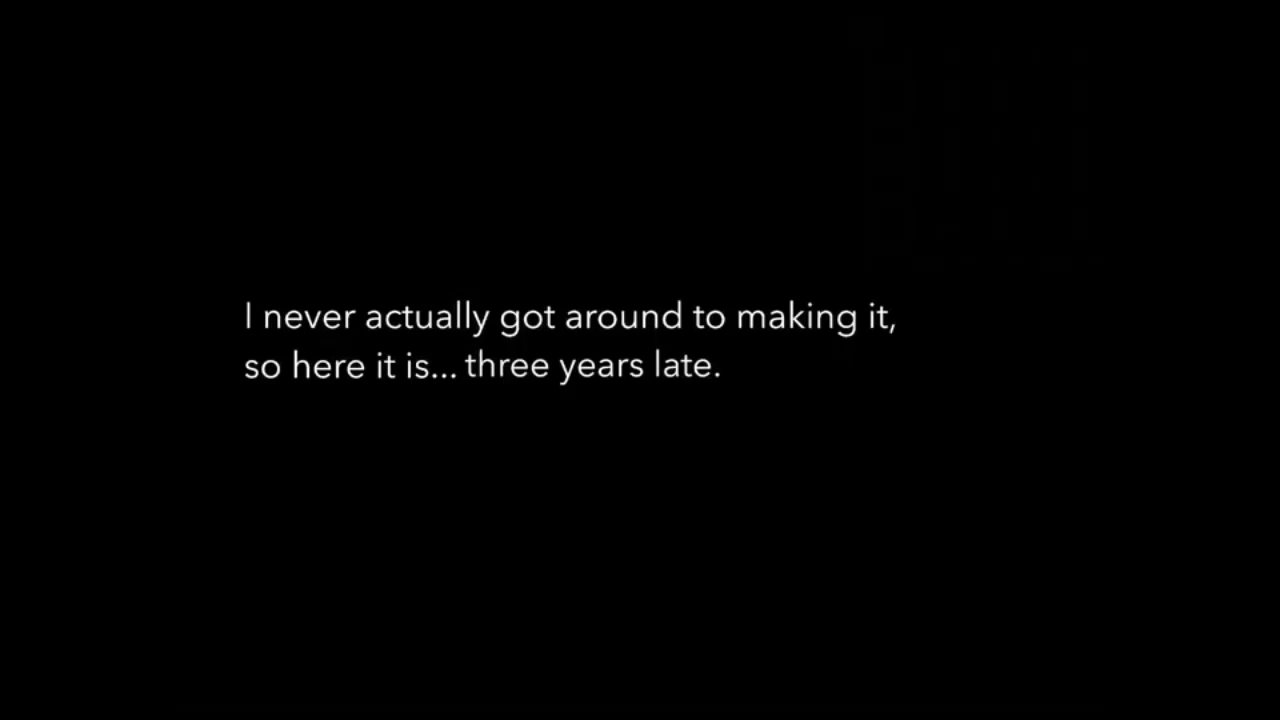 I never actually got around to making it,
so here it is... three years late.